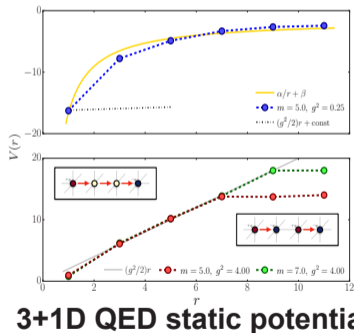 0
−10
−20
V(r)
α/r + β
m = 5.0, g² = 0.25
(g²/2)r + const
20
10
0
(g²/2)r
m = 5.0, g² = 4.00
m = 7.0, g² = 4.00
0 2 4 6 8 10 12
r
3+1D QED static potentia